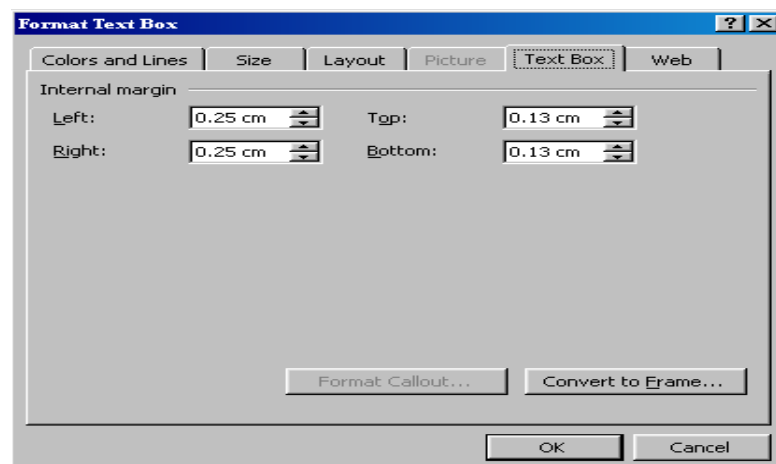 Format Text Box
Colors and Lines Size Layout Picture Text Box Web
Internal margin
Left: 0.25 cm Top: 0.13 cm
Right: 0.25 cm Bottom: 0.13 cm
Format Callout... Convert to Frame...
OK Cancel